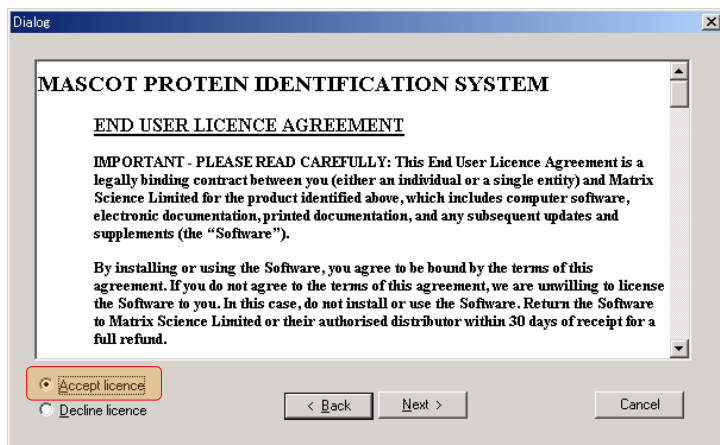 Dialog
MASCOT PROTEIN IDENTIFICATION SYSTEM
END USER LICENCE AGREEMENT
IMPORTANT - PLEASE READ CAREFULLY: This End User Licence Agreement is a
legally binding contract between you (either an individual or a single entity) and Matrix
Science Limited for the product identified above, which includes computer software,
electronic documentation, printed documentation, and any subsequent updates and
supplements (the “Software”).
By installing or using the Software, you agree to be bound by the terms of this
agreement. If you do not agree to the terms of this agreement, we are unwilling to license
the Software to you. In this case, do not install or use the Software. Return the Software
to Matrix Science Limited or their authorised distributor within 30 days of receipt for a
full refund.
Accept licence
Decline licence
< Back
Next >
Cancel